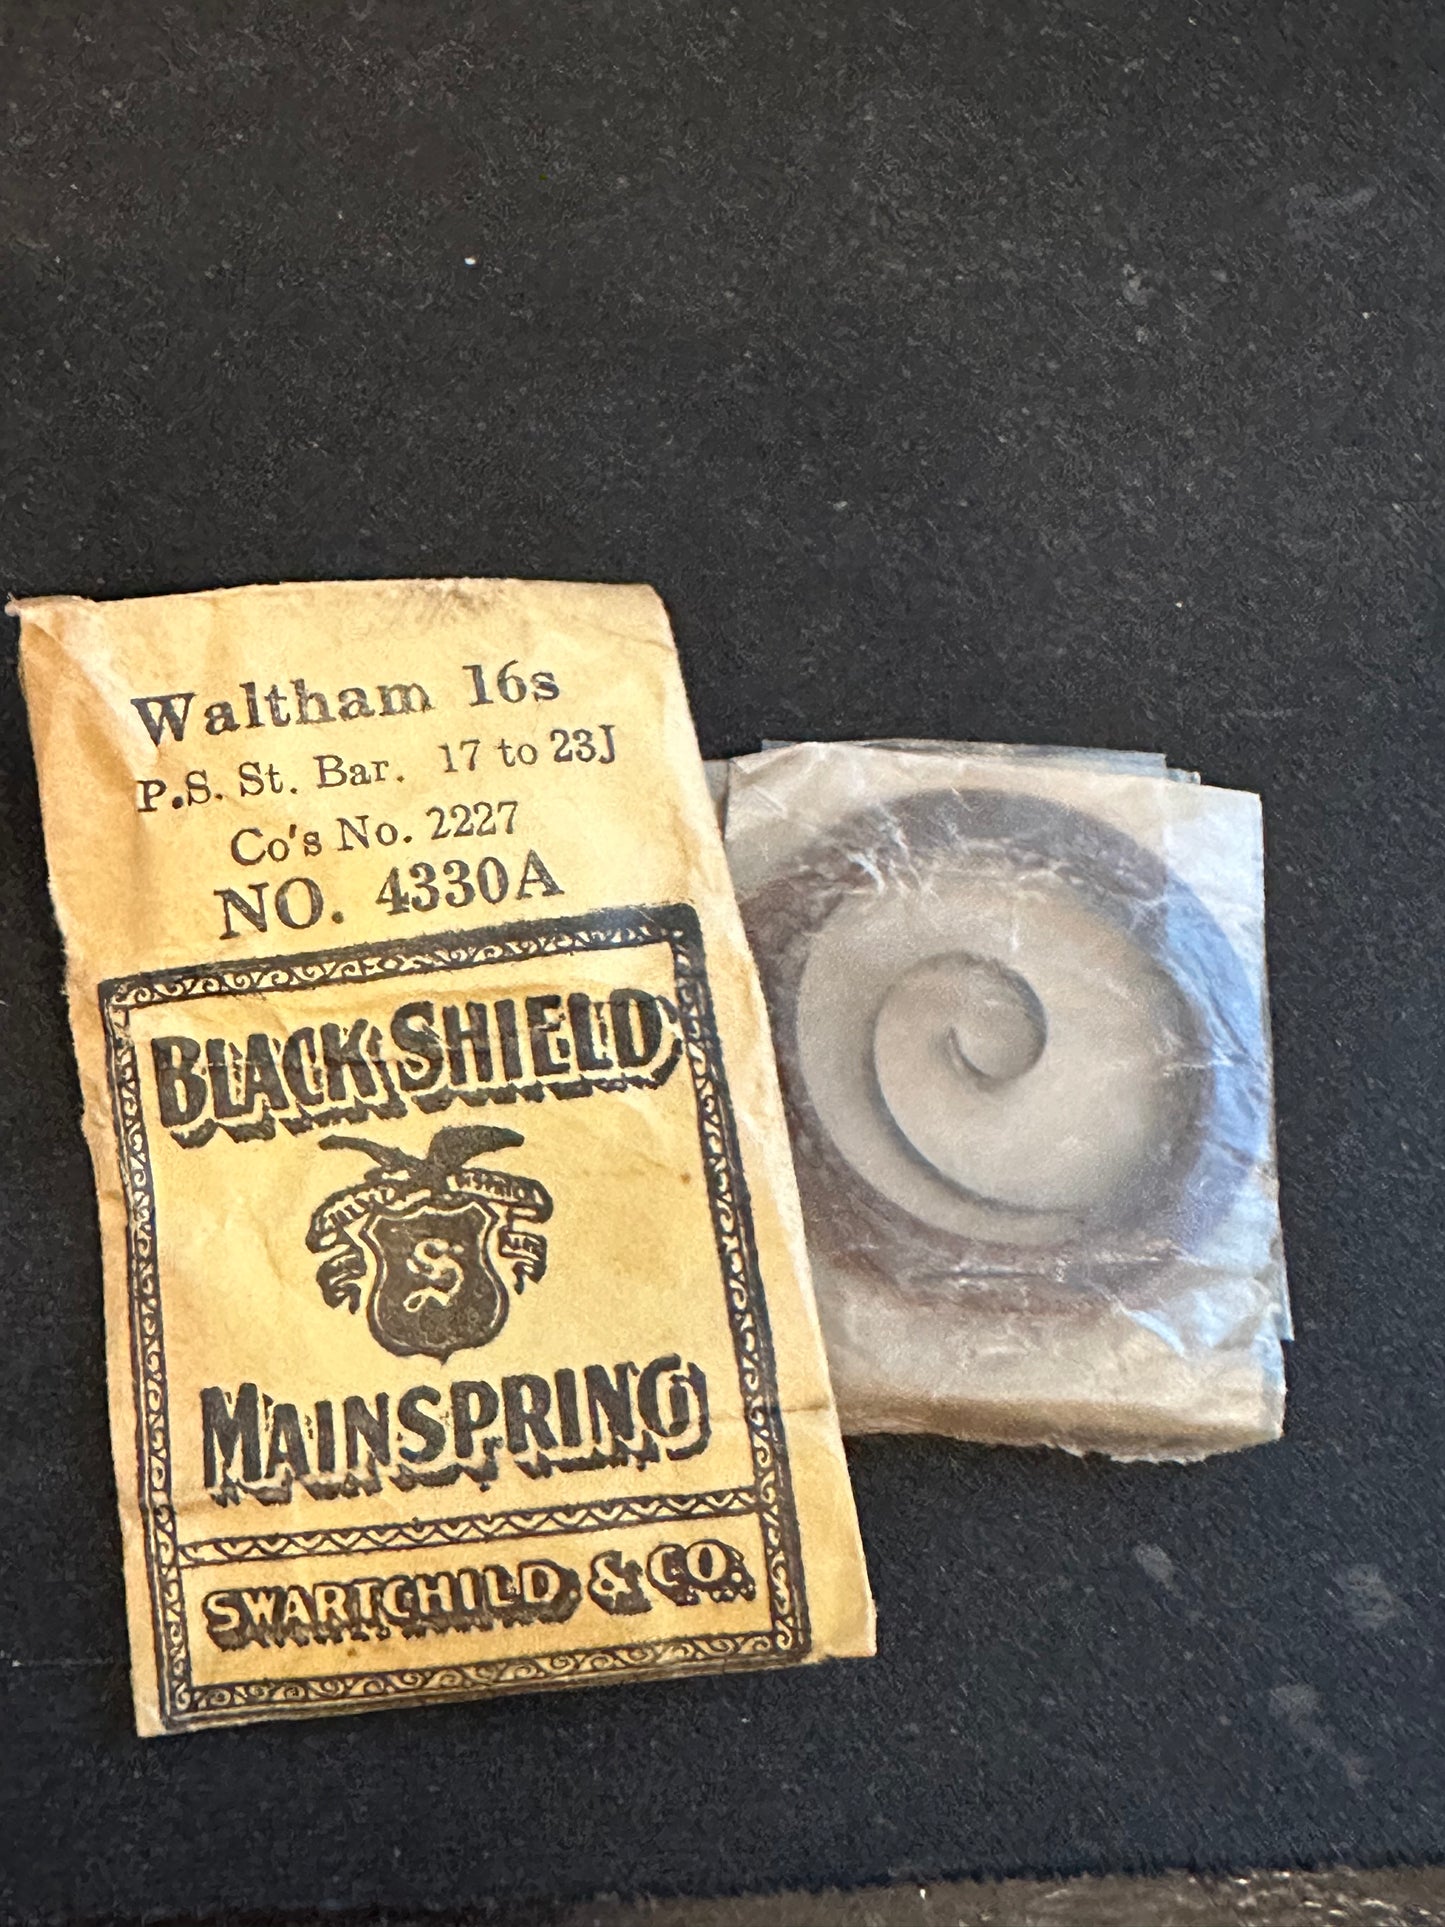 Waltham 16s
P.S. St. Bar. 17 to 23J
Co's No. 2227
NO. 4330A
BLACK SHIELD
S
MAINSPRING
SWARTCHILD & CO.